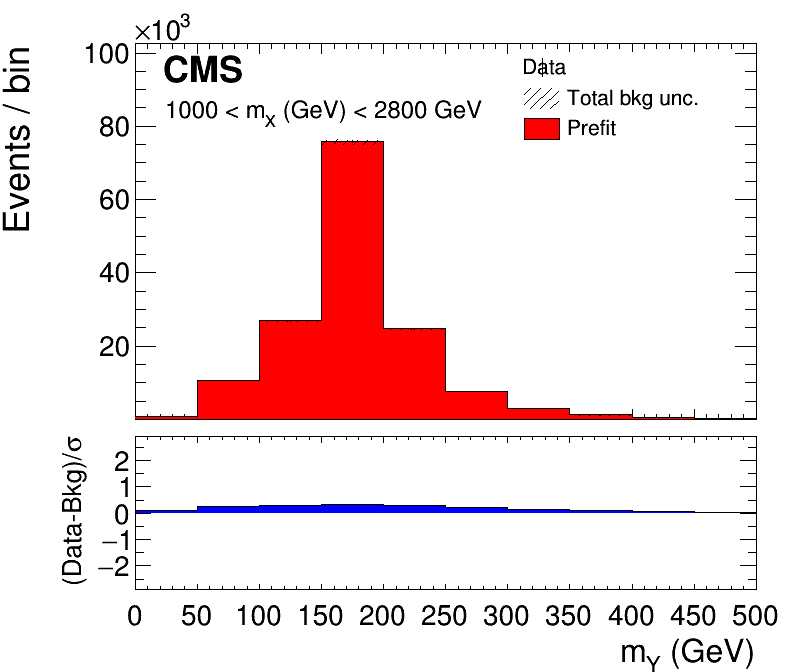 ×10³
Events / bin
100
80
60
40
20
CMS
1000 < m_X (GeV) < 2800 GeV
Data
Total bkg unc.
Prefit
(Data-Bkg)/σ
2
1
0
−1
−2
0 50 100 150 200 250 300 350 400 450 500
m_Y (GeV)